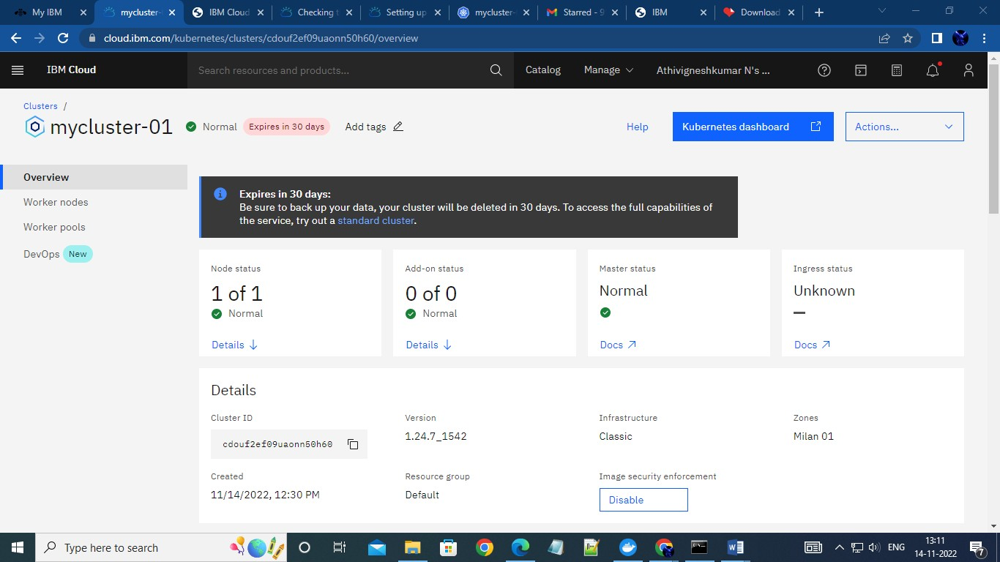 My IBM
mycluster-
IBM Cloud
Checking t
Setting up
mycluster-
Starred - 9
IBM
Download
cloud.ibm.com/kubernetes/clusters/cdouf2ef09uaonn50h60/overview
IBM Cloud
Search resources and products...
Catalog
Manage
Athivigneshkumar N's ...
Clusters /
mycluster-01
Normal
Expires in 30 days
Add tags
Help
Kubernetes dashboard
Actions...
Overview
Worker nodes
Worker pools
DevOps New
Expires in 30 days:
Be sure to back up your data, your cluster will be deleted in 30 days. To access the full capabilities of
the service, try out a standard cluster.
Node status
1 of 1
Normal
Details
Add-on status
0 of 0
Normal
Details
Master status
Normal
Docs
Ingress status
Unknown
Docs
Details
Cluster ID
cdouf2ef09uaonn50h60
Version
1.24.7_1542
Infrastructure
Classic
Zones
Milan 01
Created
11/14/2022, 12:30 PM
Resource group
Default
Image security enforcement
Disable
Type here to search
ENG
13:11
14-11-2022
7